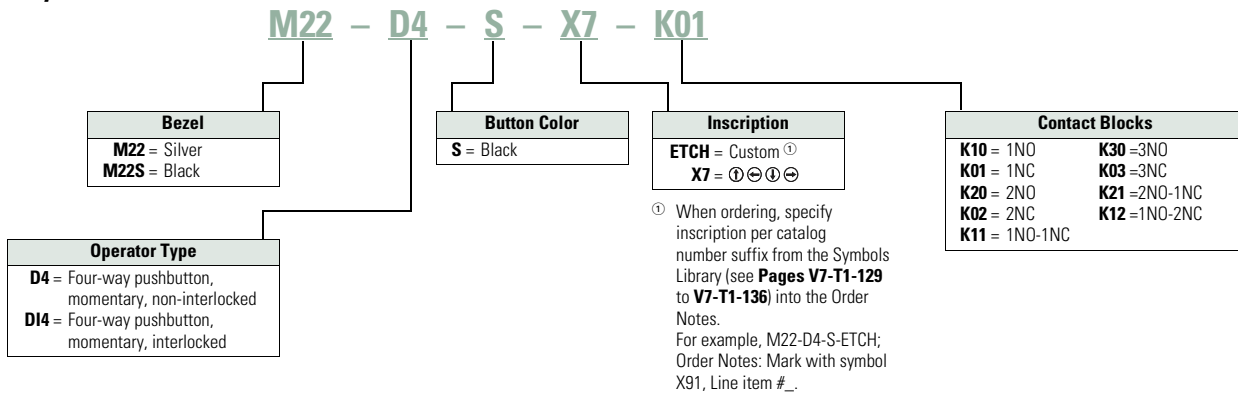 M22 – D4 – S – X7 – K01
Bezel
M22 = Silver
M22S = Black
Operator Type
D4 = Four-way pushbutton,
momentary, non-interlocked
DI4 = Four-way pushbutton,
momentary, interlocked
Button Color
S = Black
Inscription
ETCH = Custom ①
X7 =
① When ordering, specify
inscription per catalog
number suffix from the Symbols
Library (see Pages V7-T1-129
to V7-T1-136) into the Order
Notes.
For example, M22-D4-S-ETCH;
Order Notes: Mark with symbol
X91, Line item #_.
Contact Blocks
K10 = 1NO K30 =3NO
K01 = 1NC K03 =3NC
K20 = 2NO K21 =2NO-1NC
K02 = 2NC K12 =1NO-2NC
K11 = 1NO-1NC